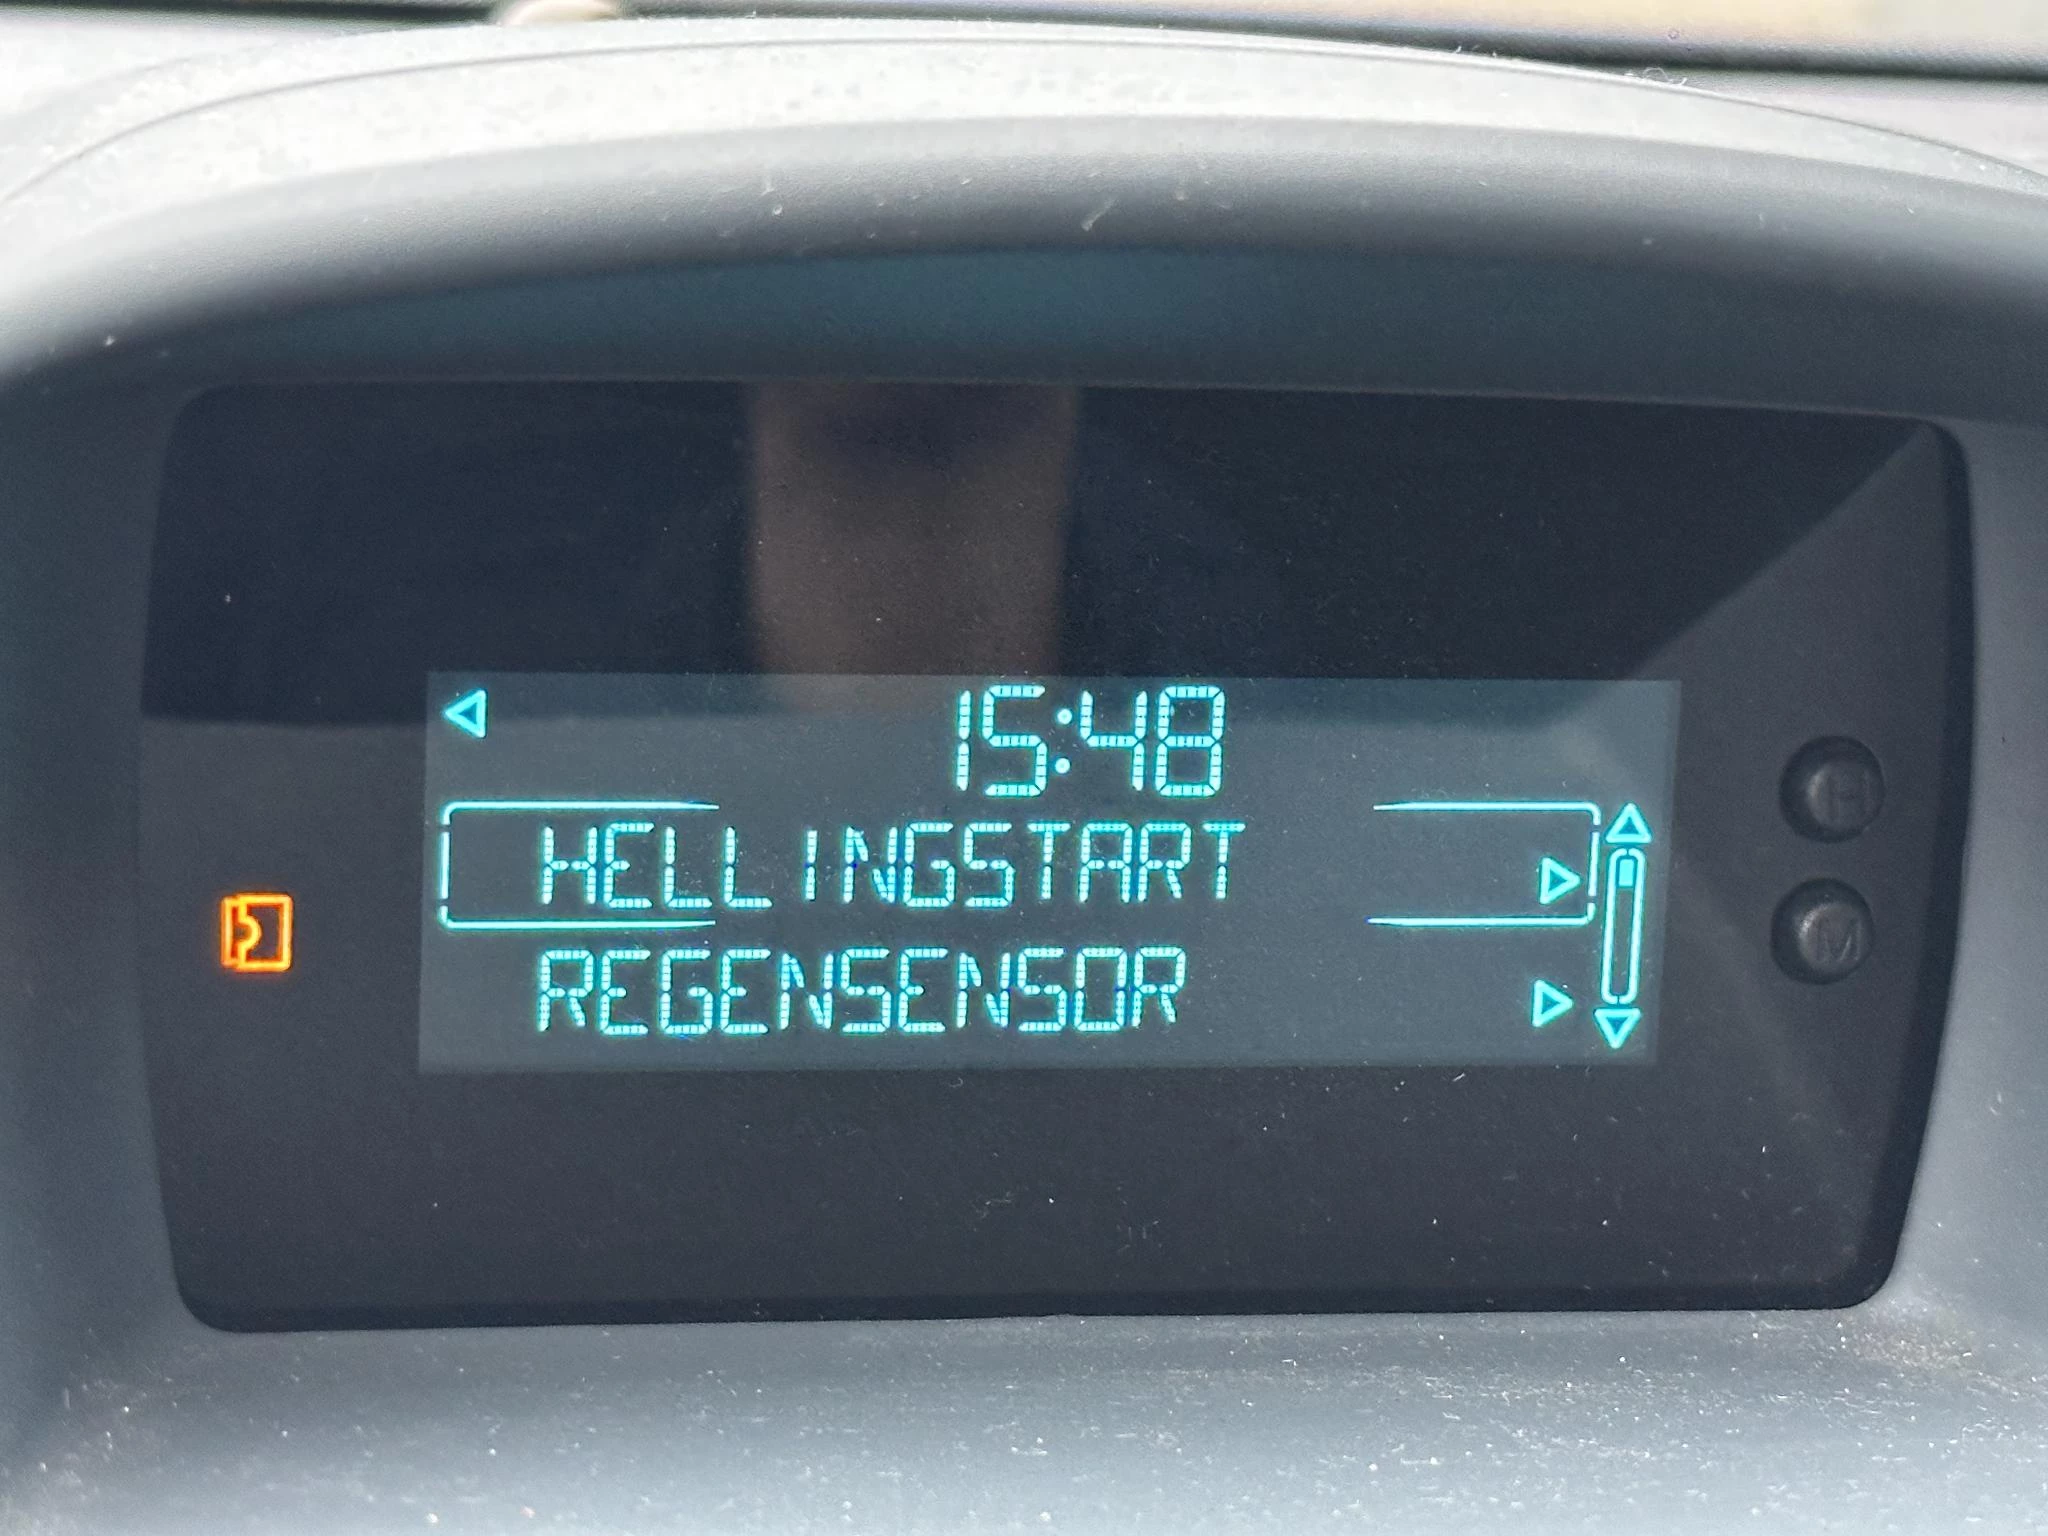 15:48
HELLINGSTART
REGENSENSOR
H
M